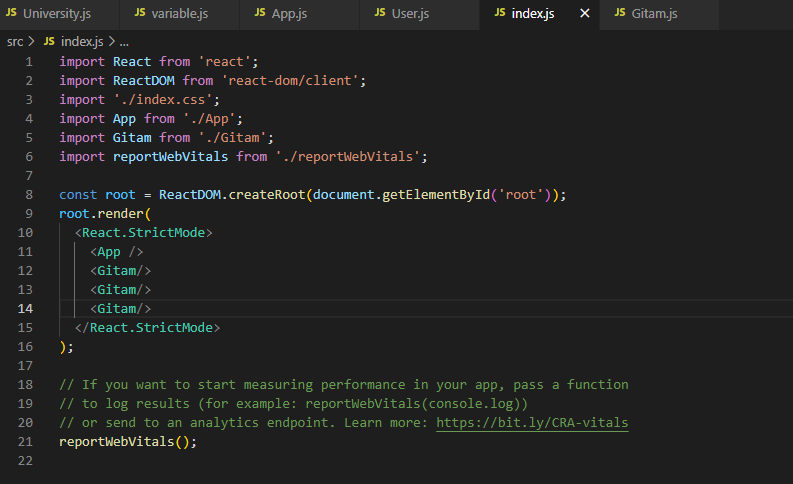 JS University.js JS variable.js JS App.js JS User.js JS index.js × JS Gitam.js
src > JS index.js > ...
1 import React from 'react';
2 import ReactDOM from 'react-dom/client';
3 import './index.css';
4 import App from './App';
5 import Gitam from './Gitam';
6 import reportWebVitals from './reportWebVitals';
7
8 const root = ReactDOM.createRoot(document.getElementById('root'));
9 root.render(
10   <React.StrictMode>
11     <App />
12     <Gitam/>
13     <Gitam/>
14     <Gitam/>
15   </React.StrictMode>
16 );
17
18 // If you want to start measuring performance in your app, pass a function
19 // to log results (for example: reportWebVitals(console.log))
20 // or send to an analytics endpoint. Learn more: https://bit.ly/CRA-vitals
21 reportWebVitals();
22